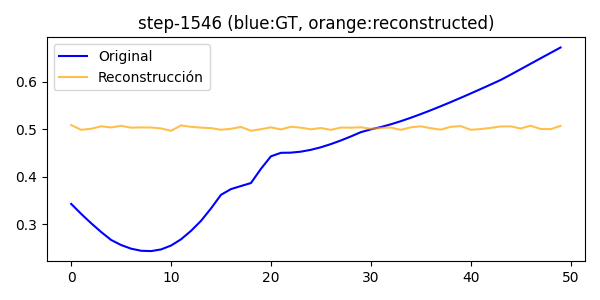 step-1546 (blue:GT, orange:reconstructed)
Original
Reconstrucción
0.6
0.5
0.4
0.3
0 10 20 30 40 50